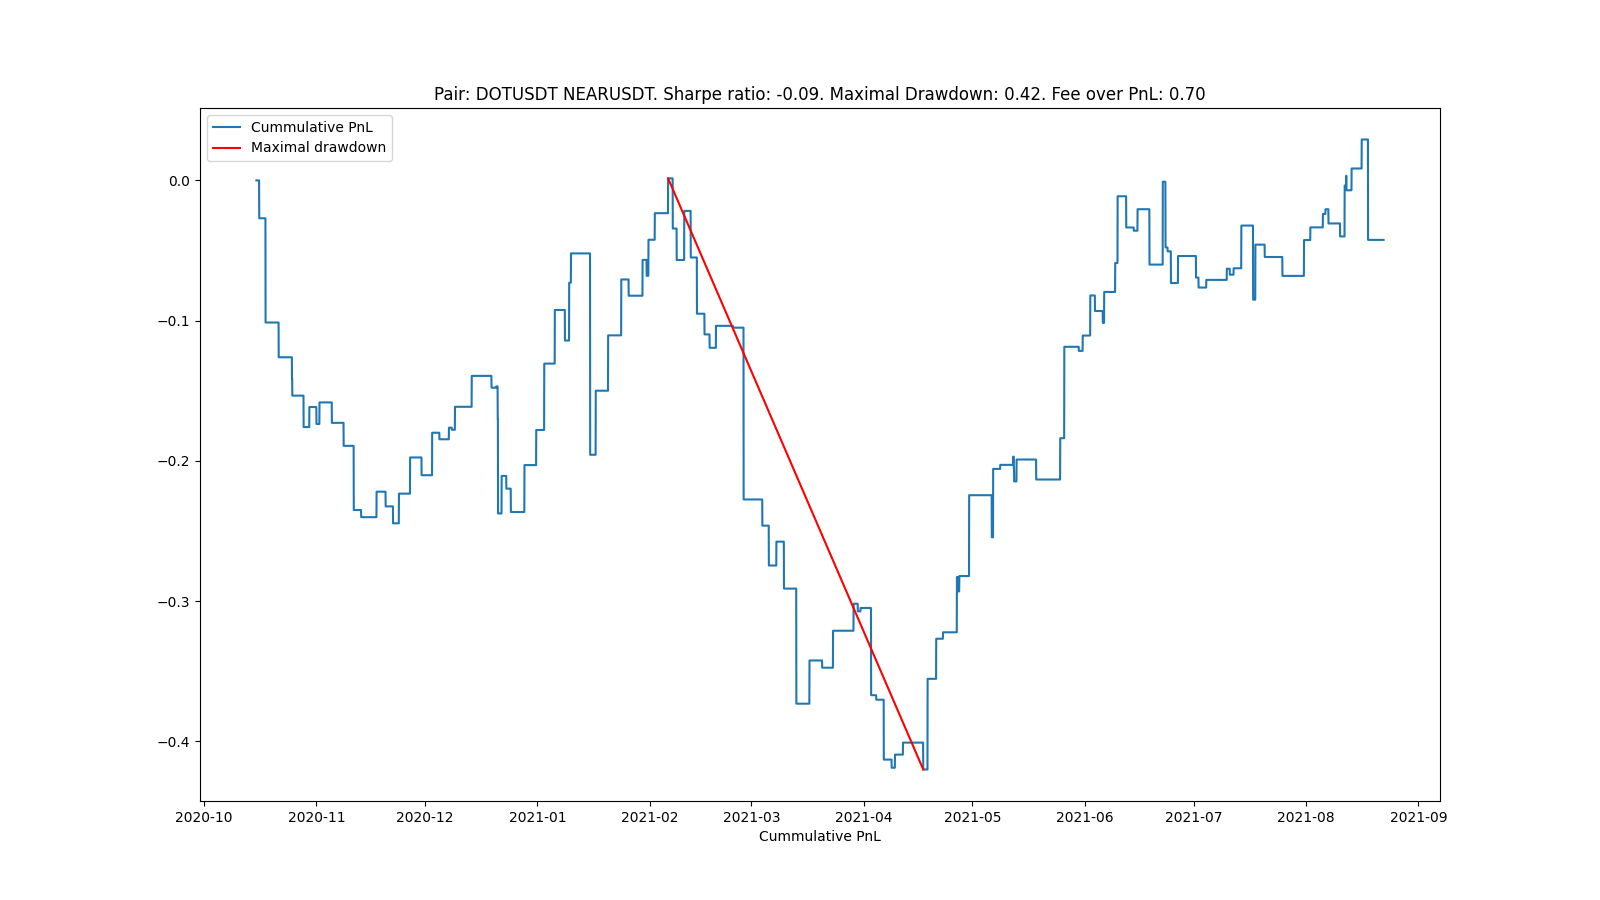 Pair: DOTUSDT NEARUSDT. Sharpe ratio: -0.09. Maximal Drawdown: 0.42. Fee over PnL: 0.70
Cummulative PnL
Maximal drawdown
0.0
−0.1
−0.2
−0.3
−0.4
2020-10 2020-11 2020-12 2021-01 2021-02 2021-03 2021-04 2021-05 2021-06 2021-07 2021-08 2021-09
Cummulative PnL